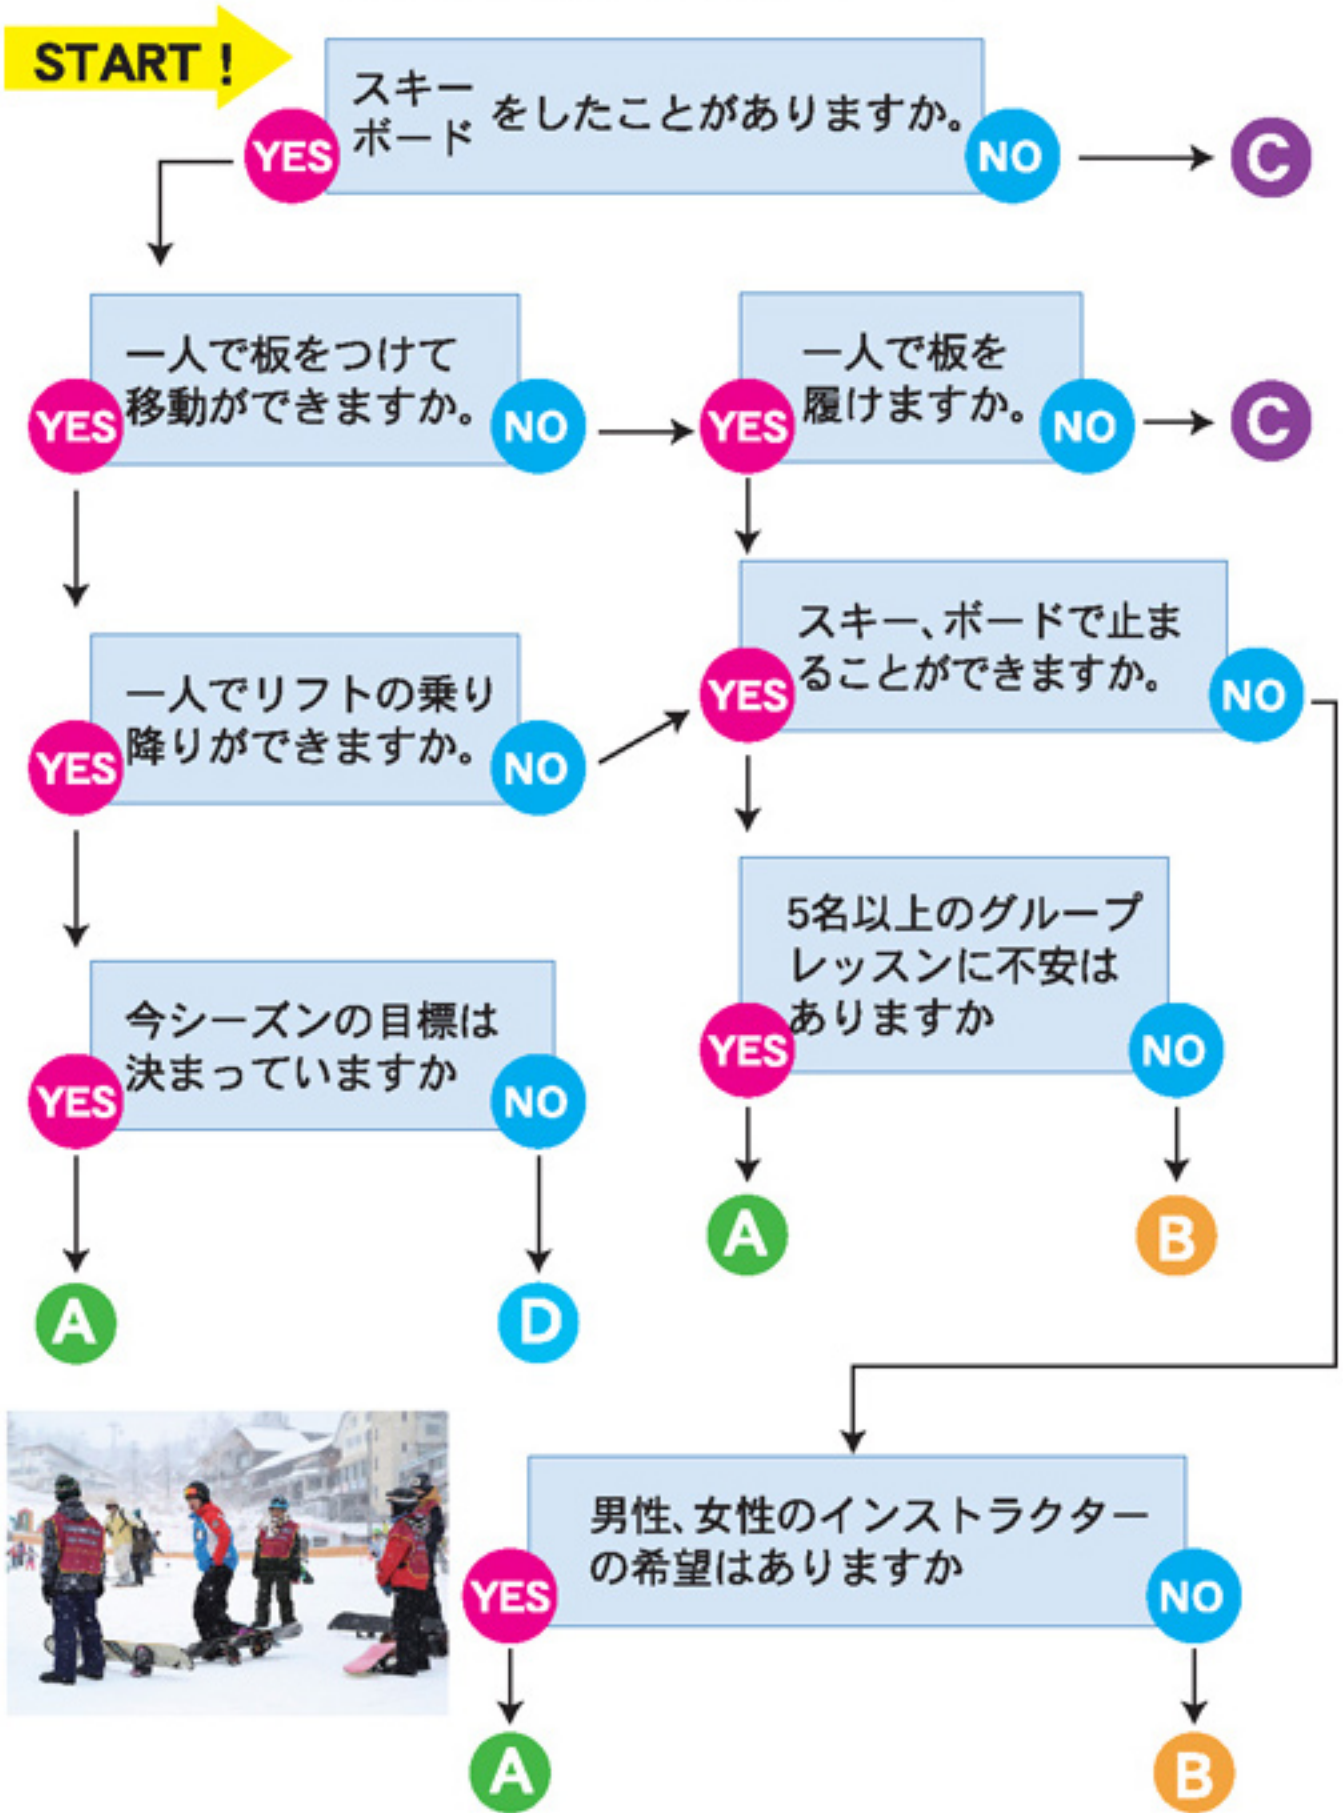 START！
スキー
ボード
をしたことがありますか。
YES
NO
C
一人で板をつけて
移動ができますか。
YES
NO
一人で板を
履けますか。
YES
NO
C
スキー、ボードで止ま
ることができますか。
YES
NO
一人でリフトの乗り
降りができますか。
YES
NO
5名以上のグループ
レッスンに不安は
ありますか
YES
NO
今シーズンの目標は
決まっていますか
YES
NO
A
B
A
D
男性、女性のインストラクター
の希望はありますか
YES
NO
A
B